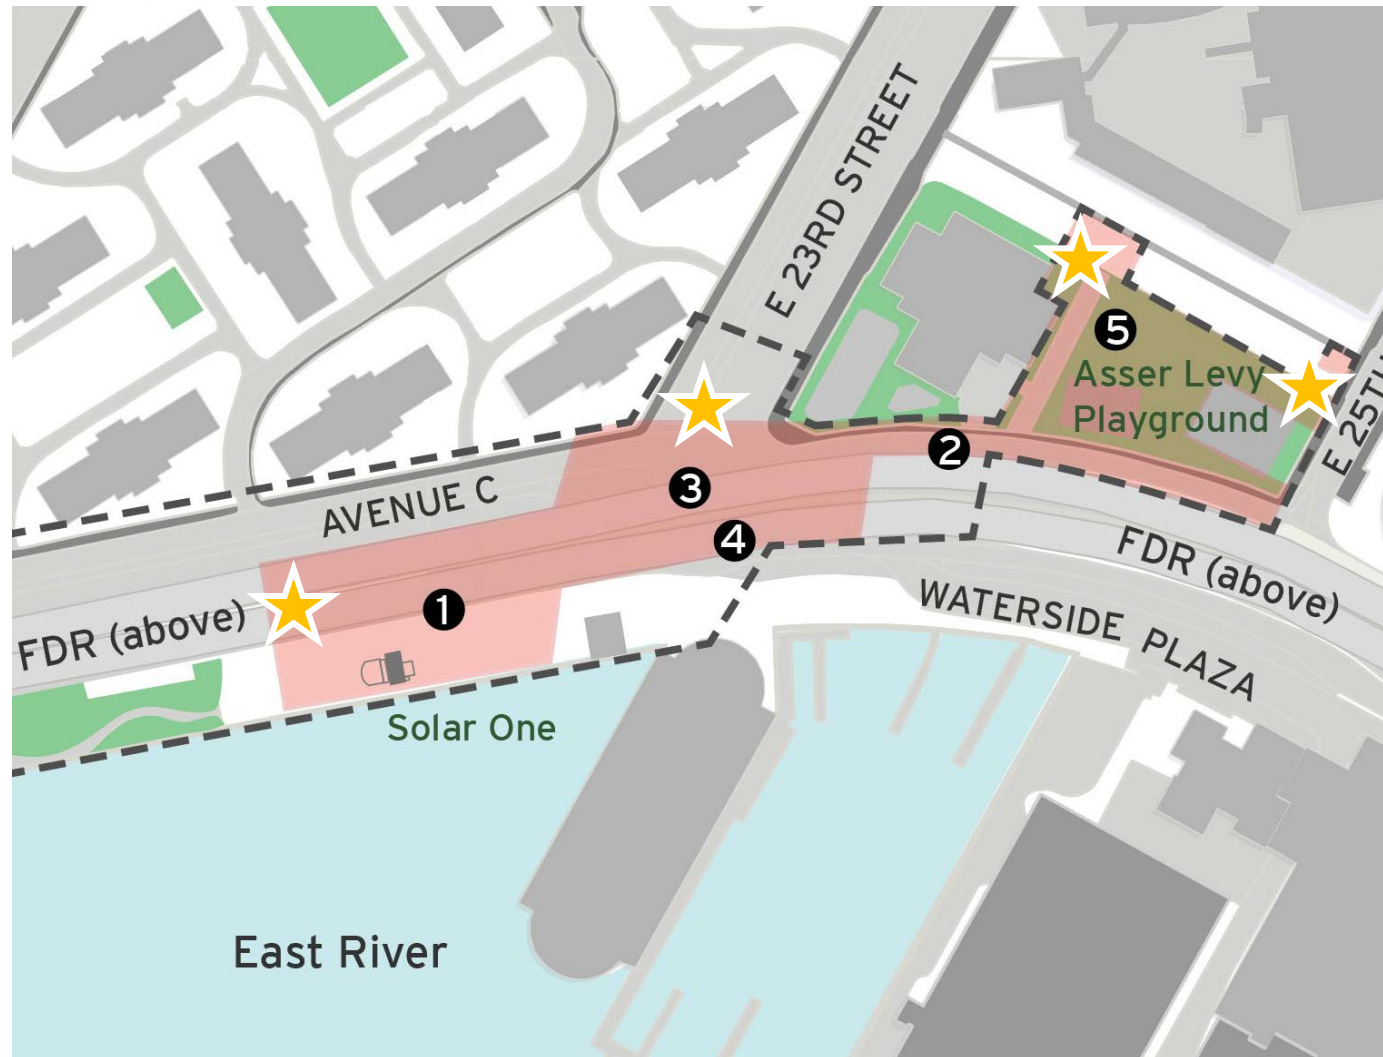 E 23RD STREET
5
Asser Levy
Playground
E 25TH
2
3
AVENUE C
4
FDR (above)
1
FDR (above)
WATERSIDE PLAZA
Solar One
East River